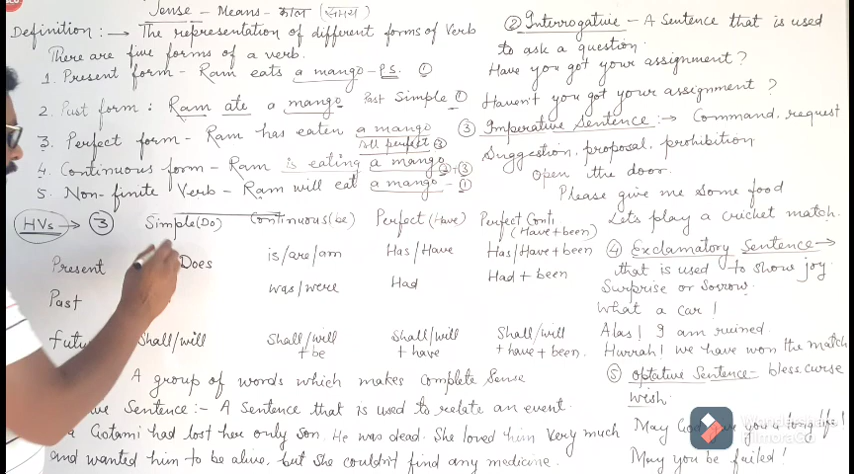 Tense - Means - काल (समय)
Definition :- → The representation of different forms of Verb
There are five forms of a verb.
1. Present form - Ram eats a mango - P.S. ①
2. Past form : Ram ate a mango Past Simple ①
3. Perfect form - Ram has eaten a mango
All perfect ③
4. Continuous form - Ram is eating a mango ②+③
5. Non-finite Verb - Ram will eat a mango - ①
HVs → ③ Simple (Do) Continuous (be) Perfect (Have) Perfect Conti.
(Have + been)
Present Does is/are/am Has/Have Has/Have + been
Past was/were Had Had + been
Shall/will Shall/will + be Shall/will + have Shall/will + have + been.
A group of words which makes Complete Sense
Sentence :- A Sentence that is used to relate an event.
Gotami had lost her only son. He was dead. She loved him very much
and wanted him to be alive, but she couldn't find any medicine.
② Interrogative - A Sentence that is used
to ask a question.
Have you got your assignment ?
Haven't you got your assignment ?
③ Imperative Sentence :→ Command, request
Suggestion, proposal, prohibition
Open the door.
Please give me some food
Lets play a cricket match.
④ Exclamatory Sentence →
that is used to show joy
Surprise or Sorrow.
What a car !
Alas ! I am ruined.
Hurrah ! We have won the match
⑤ Optative Sentence - bless, curse
wish.
May God you a long life !
May you be failed !